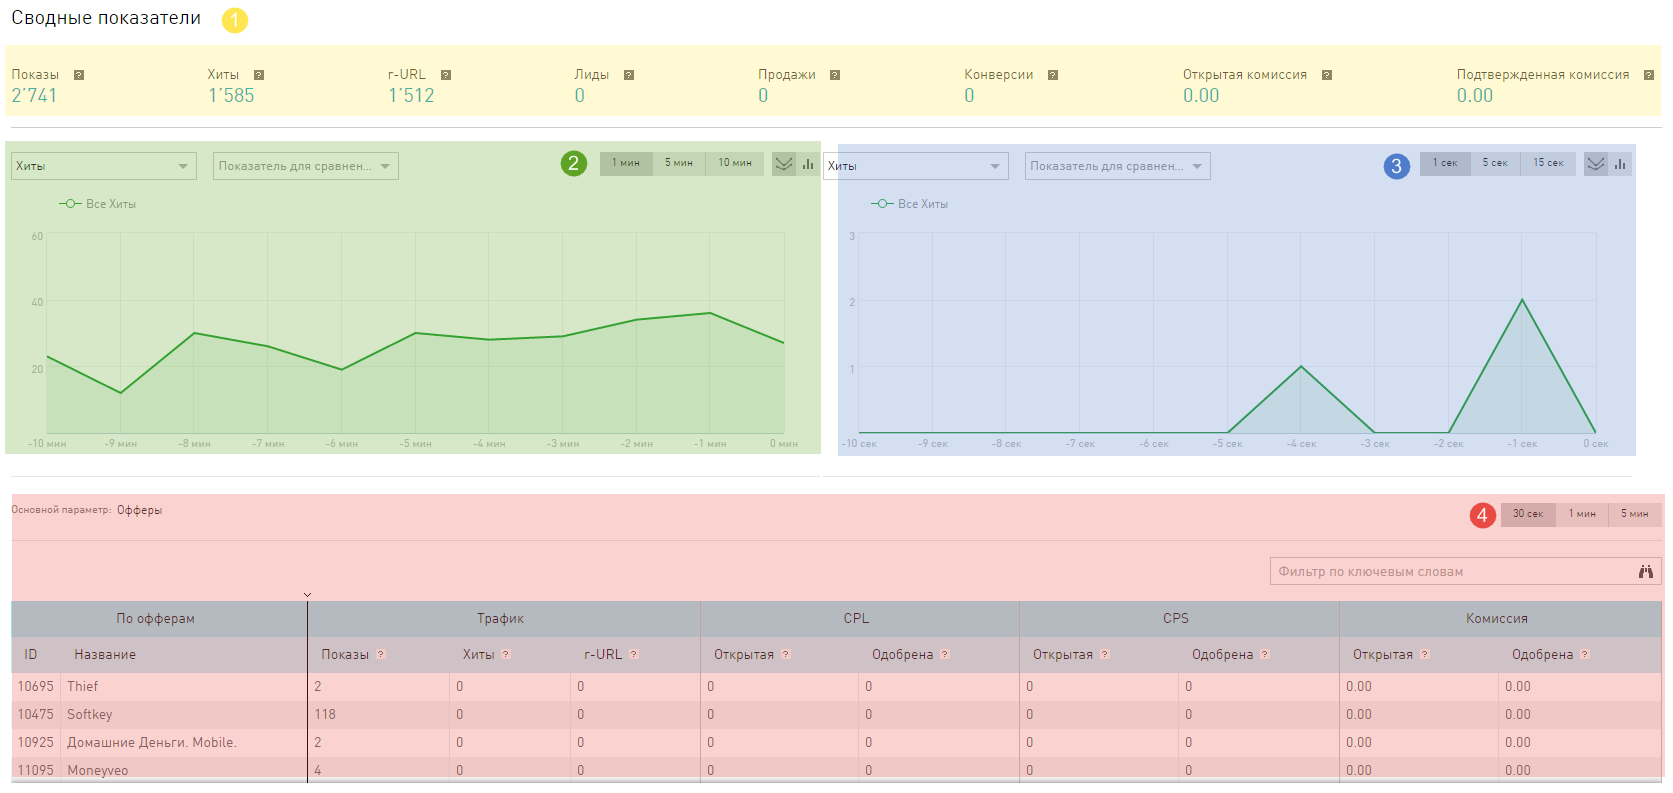 Сводные показатели 1
Показы ? Хиты ? r-URL ? Лиды ? Продажи ? Конверсии ? Открытая комиссия ? Подтвержденная комиссия ?
2'741 1'585 1'512 0 0 0 0.00 0.00
Хиты Показатель для сравнен... 2 1 мин 5 мин 10 мин
Все Хиты
60
40
20
-10 мин -9 мин -8 мин -7 мин -6 мин -5 мин -4 мин -3 мин -2 мин -1 мин 0 мин
Хиты Показатель для сравнен... 3 1 сек 5 сек 15 сек
Все Хиты
3
2
1
-10 сек -9 сек -8 сек -7 сек -6 сек -5 сек -4 сек -3 сек -2 сек -1 сек 0 сек
Основной параметр: Офферы 4 30 сек 1 мин 5 мин
Фильтр по ключевым словам
По офферам Трафик CPL CPS Комиссия
ID Название Показы ? Хиты ? r-URL ? Открытая ? Одобрена ? Открытая ? Одобрена ? Открытая ? Одобрена ?
10695 Thief 2 0 0 0 0 0 0 0.00 0.00
10475 Softkey 118 0 0 0 0 0 0 0.00 0.00
10925 Домашние Деньги. Mobile. 2 0 0 0 0 0 0 0.00 0.00
11095 Moneyveo 4 0 0 0 0 0 0 0.00 0.00